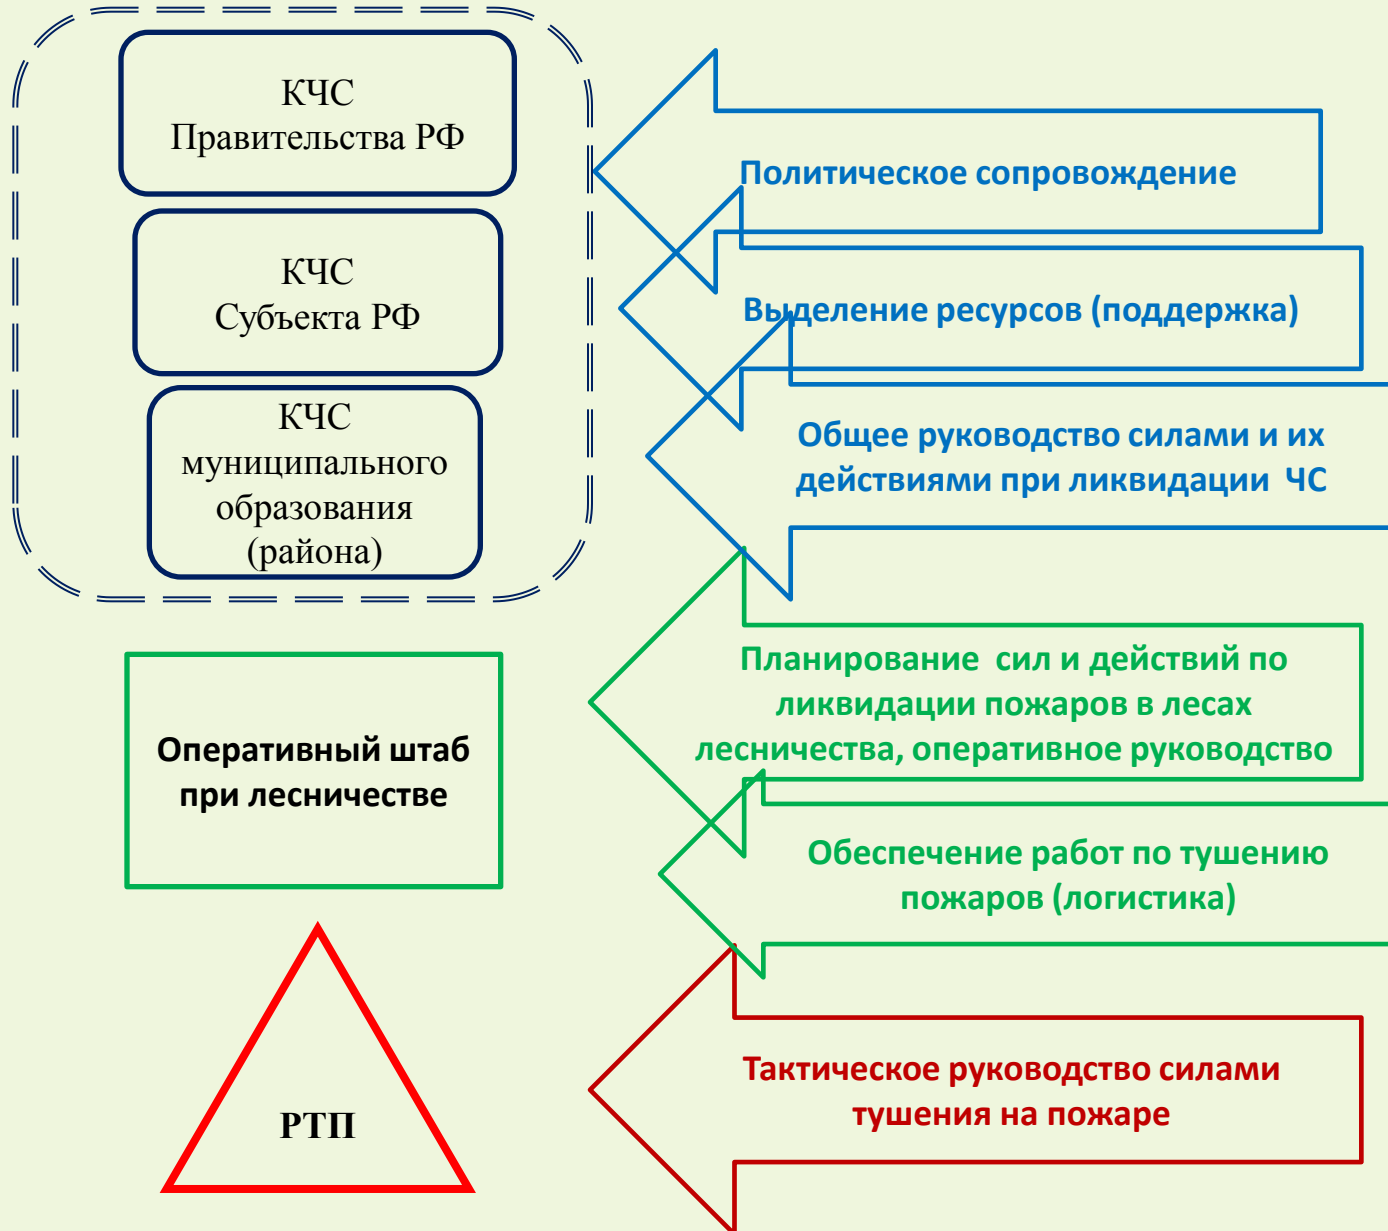 КЧС
Правительства РФ
КЧС
Субъекта РФ
КЧС
муниципального
образования
(района)
Политическое сопровождение
Выделение ресурсов (поддержка)
Общее руководство силами и их
действиями при ликвидации  ЧС
Оперативный штаб
при лесничестве
Планирование  сил и действий по
ликвидации пожаров в лесах
лесничества, оперативное руководство
Обеспечение работ по тушению
пожаров (логистика)
РТП
Тактическое руководство силами
тушения на пожаре